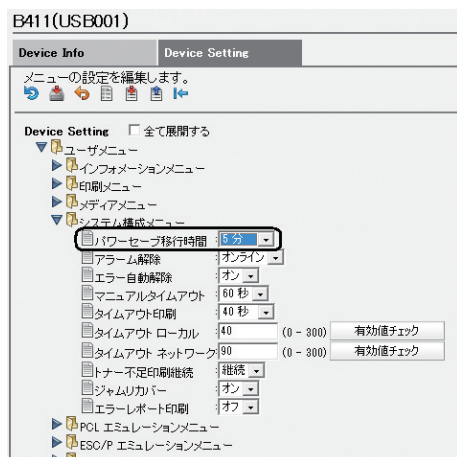 B411(USB001)
Device Info Device Setting
メニューの設定を編集します。
Device Setting 全て展開する
ユーザメニュー
インフォメーションメニュー
印刷メニュー
メディアメニュー
システム構成メニュー
パワーセーブ移行時間 : 5 分
アラーム解除 : オンライン
エラー自動解除 : オン
マニュアルタイムアウト : 60 秒
タイムアウト印刷 : 40 秒
タイムアウト ローカル : 40 (0 - 300) 有効値チェック
タイムアウト ネットワーク : 90 (0 - 300) 有効値チェック
トナー不足印刷継続 : 継続
ジャムリカバー : オン
エラーレポート印刷 : オフ
PCL エミュレーションメニュー
ESC/P エミュレーションメニュー